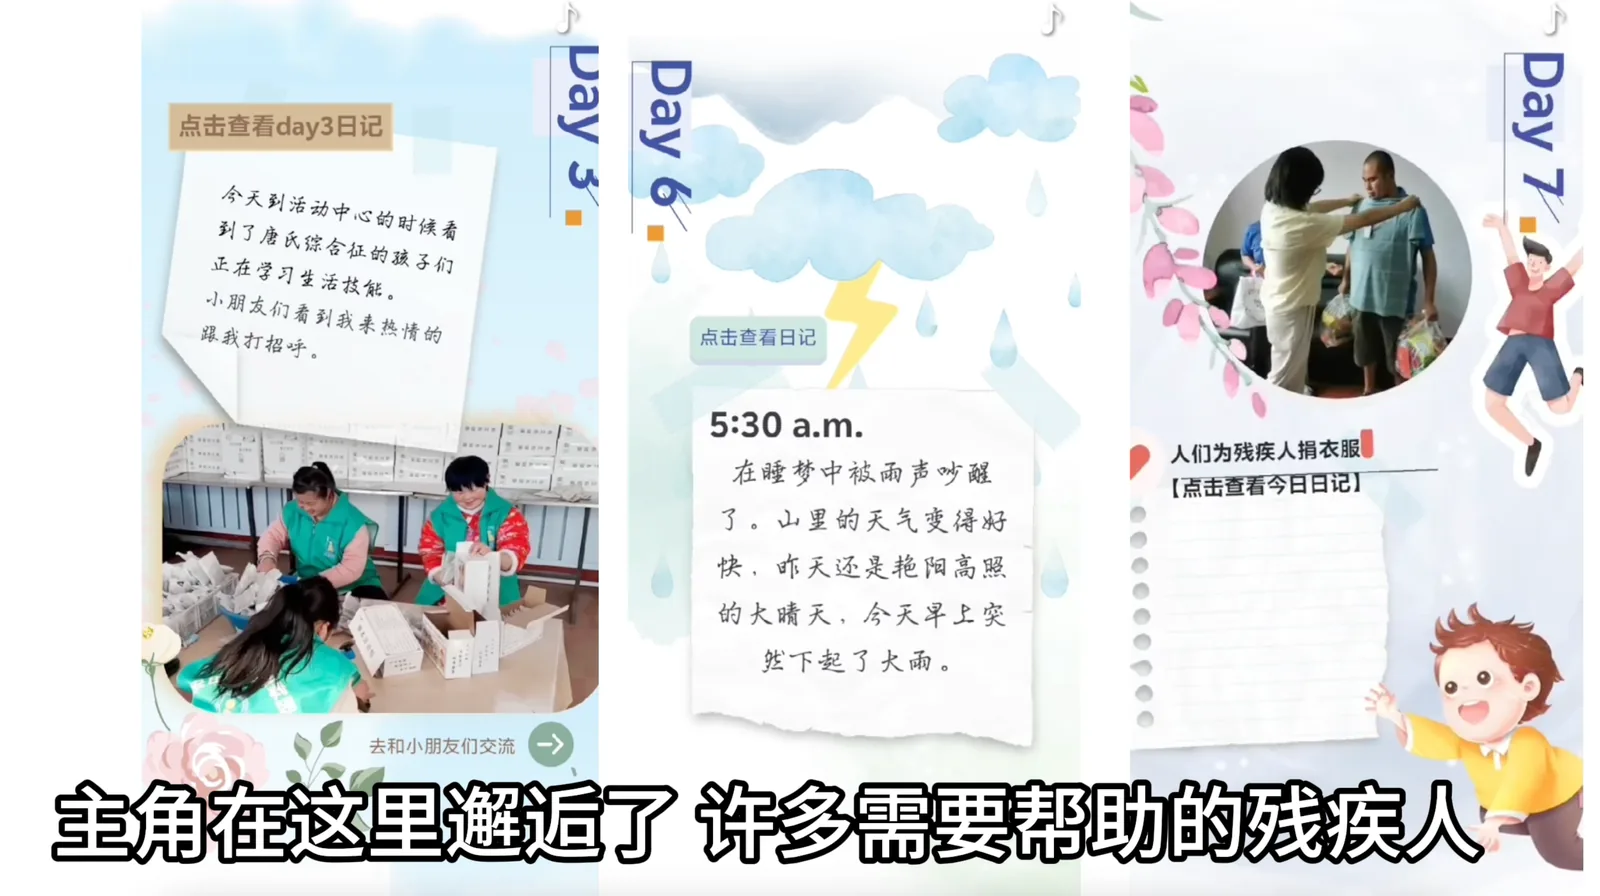 Day 3
点击查看day3日记
今天到活动中心的时候看
到了唐氏综合征的孩子们
正在学习生活技能。
小朋友们看到我来热情的
跟我打招呼。
去和小朋友们交流
Day 6
点击查看日记
5:30 a.m.
在睡梦中被雨声吵醒
了。山里的天气变得好
快，昨天还是艳阳高照
的大晴天，今天早上突
然下起了大雨。
Day 7
人们为残疾人捐衣服
【点击查看今日日记】
主角在这里邂逅了 许多需要帮助的残疾人